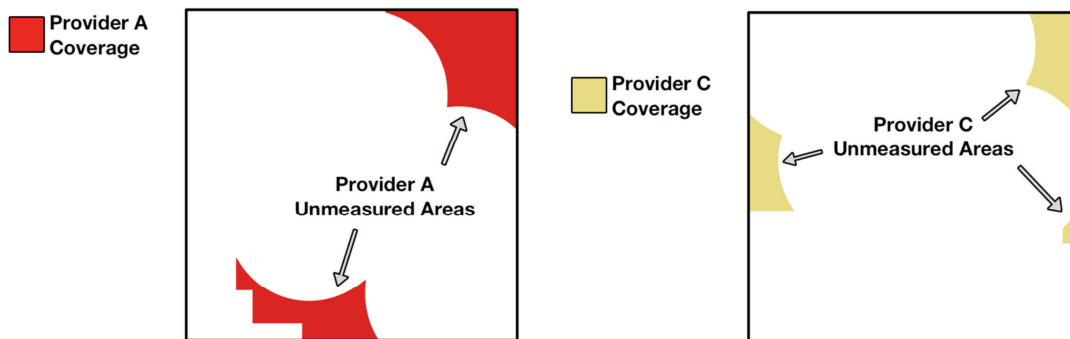 Provider A
Coverage
Provider A
Unmeasured Areas
Provider C
Coverage
Provider C
Unmeasured Areas